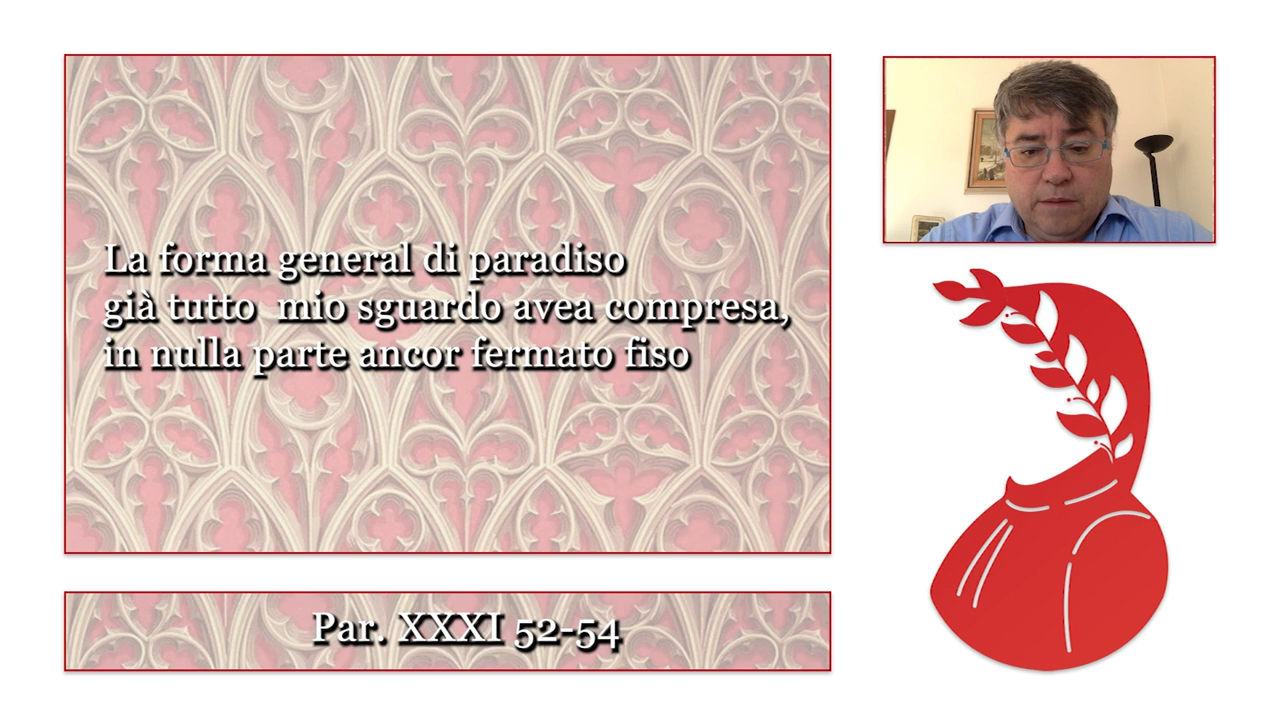 La forma general di paradiso
già tutto mio sguardo avea compresa,
in nulla parte ancor fermato fiso
Par. XXXI 52-54